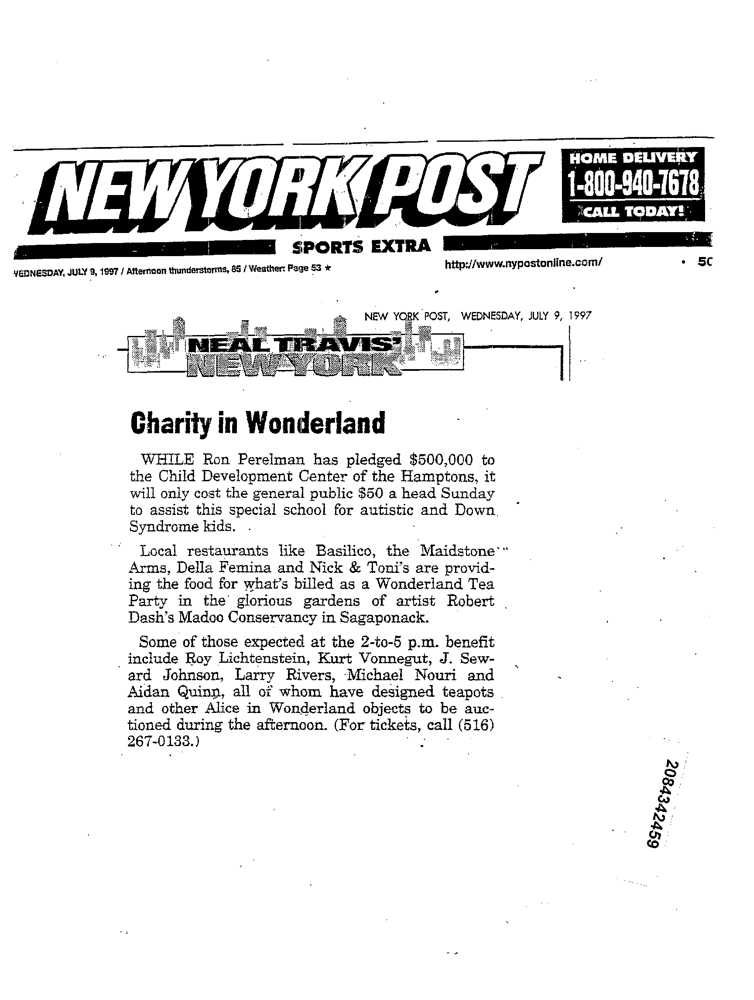 NEW YORK POST
HOME DELIVERY
1-800-940-7678
CALL TODAY!
SPORTS EXTRA
WEDNESDAY, JULY 9, 1997 / Afternoon thunderstorms, 85 / Weather: Page 53 ★
http://www.nypostonline.com/
NEW YORK POST, WEDNESDAY, JULY 9, 1997
NEAL TRAVIS'
NEW YORK
Charity in Wonderland
WHILE Ron Perelman has pledged $500,000 to
the Child Development Center of the Hamptons, it
will only cost the general public $50 a head Sunday
to assist this special school for autistic and Down
Syndrome kids.
Local restaurants like Basilico, the Maidstone
Arms, Della Femina and Nick & Toni's are provid-
ing the food for what's billed as a Wonderland Tea
Party in the glorious gardens of artist Robert
Dash's Madoo Conservancy in Sagaponack.
Some of those expected at the 2-to-5 p.m. benefit
include Roy Lichtenstein, Kurt Vonnegut, J. Sew-
ard Johnson, Larry Rivers, Michael Nouri and
Aidan Quinn, all of whom have designed teapots
and other Alice in Wonderland objects to be auc-
tioned during the afternoon. (For tickets, call (516)
267-0133.)
2084342459